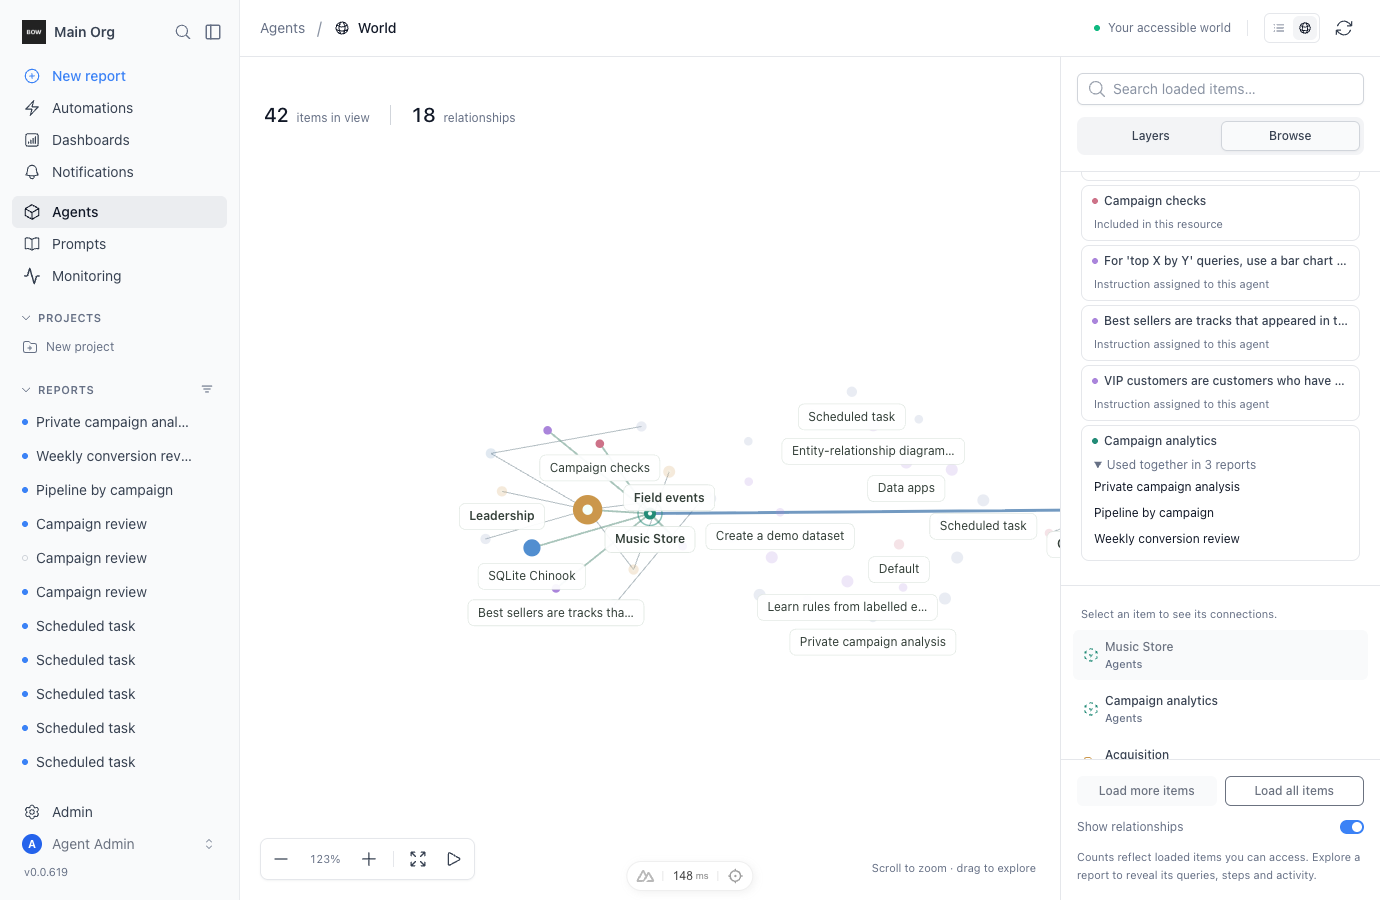 BOW
Main Org
New report
Automations
Dashboards
Notifications
Agents
Prompts
Monitoring
PROJECTS
New project
REPORTS
Private campaign anal...
Weekly conversion rev...
Pipeline by campaign
Campaign review
Campaign review
Campaign review
Scheduled task
Scheduled task
Scheduled task
Scheduled task
Scheduled task
Admin
A Agent Admin
v0.0.619
Agents / World
Your accessible world
42 items in view
18 relationships
Scheduled task
Entity-relationship diagram...
Campaign checks
Data apps
Field events
Leadership
Scheduled task
Music Store
Create a demo dataset
SQLite Chinook
Default
Best sellers are tracks tha...
Learn rules from labelled e...
Private campaign analysis
123%
148 ms
Scroll to zoom · drag to explore
Search loaded items...
Layers
Browse
Campaign checks
Included in this resource
For 'top X by Y' queries, use a bar chart ...
Instruction assigned to this agent
Best sellers are tracks that appeared in t...
Instruction assigned to this agent
VIP customers are customers who have ...
Instruction assigned to this agent
Campaign analytics
▼ Used together in 3 reports
Private campaign analysis
Pipeline by campaign
Weekly conversion review
Select an item to see its connections.
Music Store
Agents
Campaign analytics
Agents
Acquisition
Load more items
Load all items
Show relationships
Counts reflect loaded items you can access. Explore a
report to reveal its queries, steps and activity.